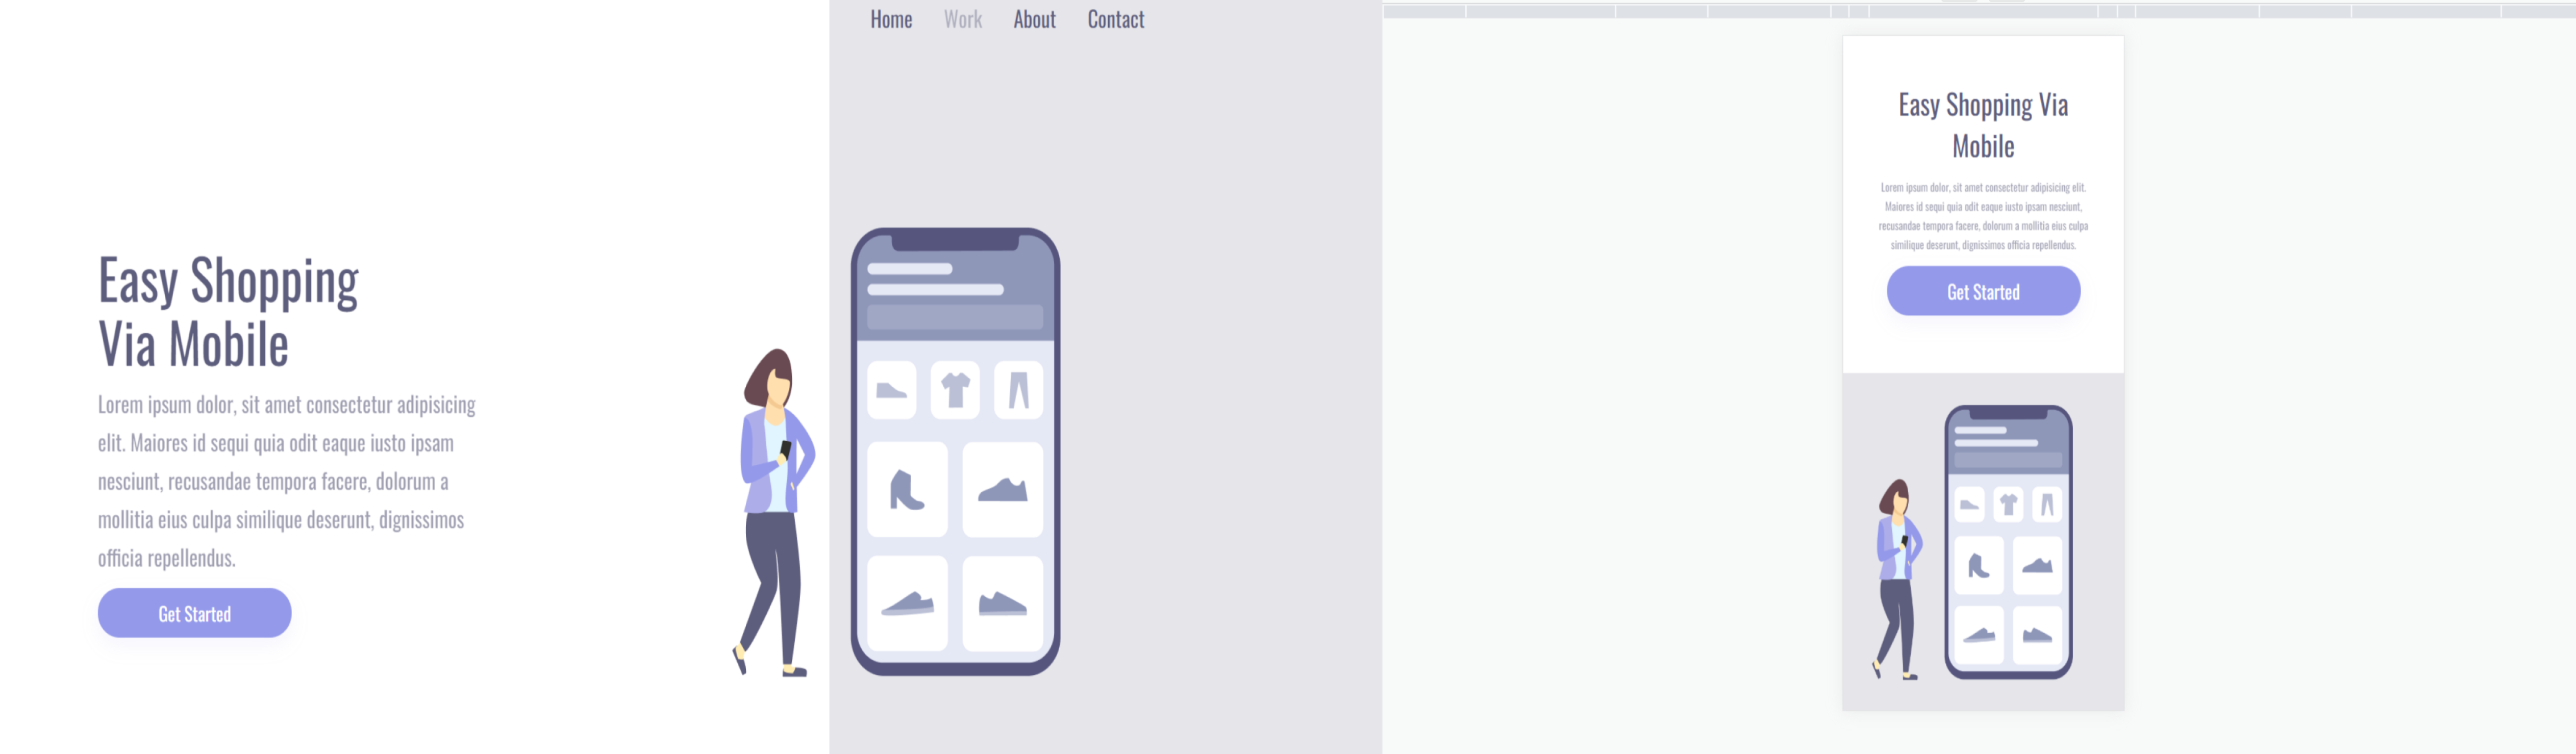 Home Work About Contact
Easy Shopping
Via Mobile
Lorem ipsum dolor, sit amet consectetur adipisicing
elit. Maiores id sequi quia odit eaque iusto ipsam
nesciunt, recusandae tempora facere, dolorum a
mollitia eius culpa similique deserunt, dignissimos
officia repellendus.
Get Started
Easy Shopping Via
Mobile
Lorem ipsum dolor, sit amet consectetur adipisicing elit.
Maiores id sequi quia odit eaque iusto ipsam nesciunt,
recusandae tempora facere, dolorum a mollitia eius culpa
similique deserunt, dignissimos officia repellendus.
Get Started